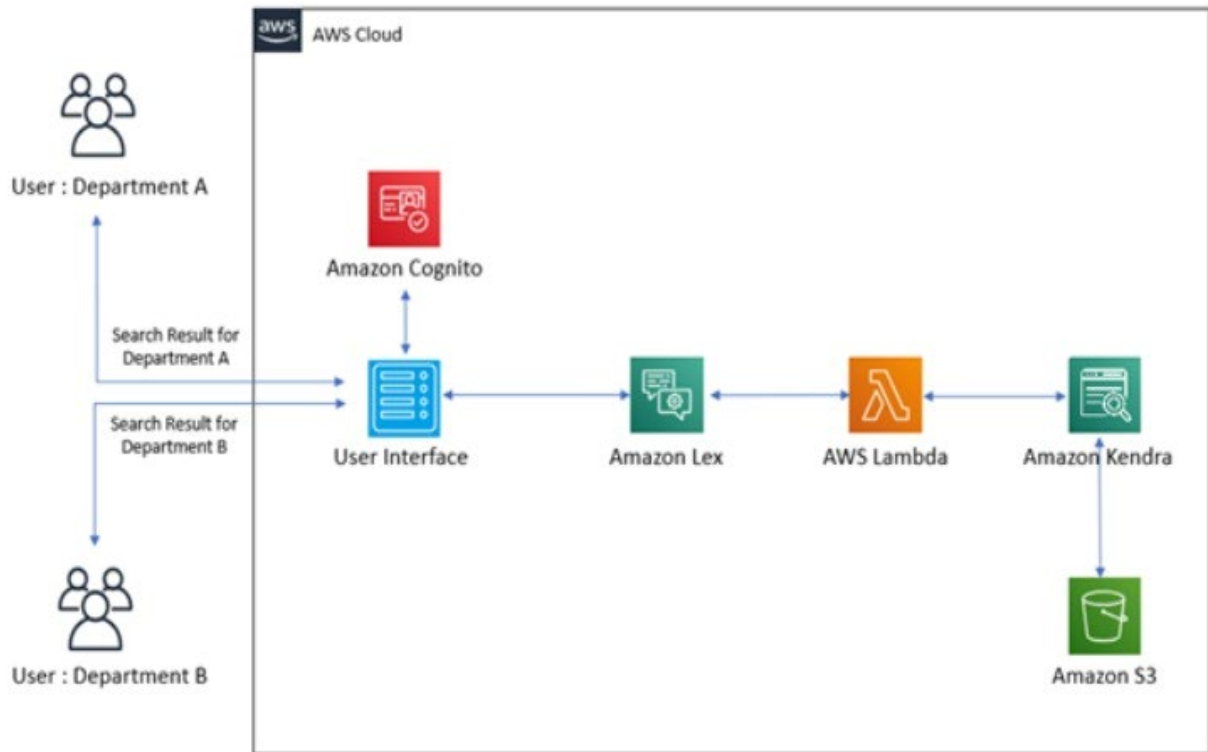 aws
AWS Cloud
User : Department A
Amazon Cognito
Search Result for
Department A
Search Result for
Department B
User Interface
Amazon Lex
AWS Lambda
Amazon Kendra
User : Department B
Amazon S3